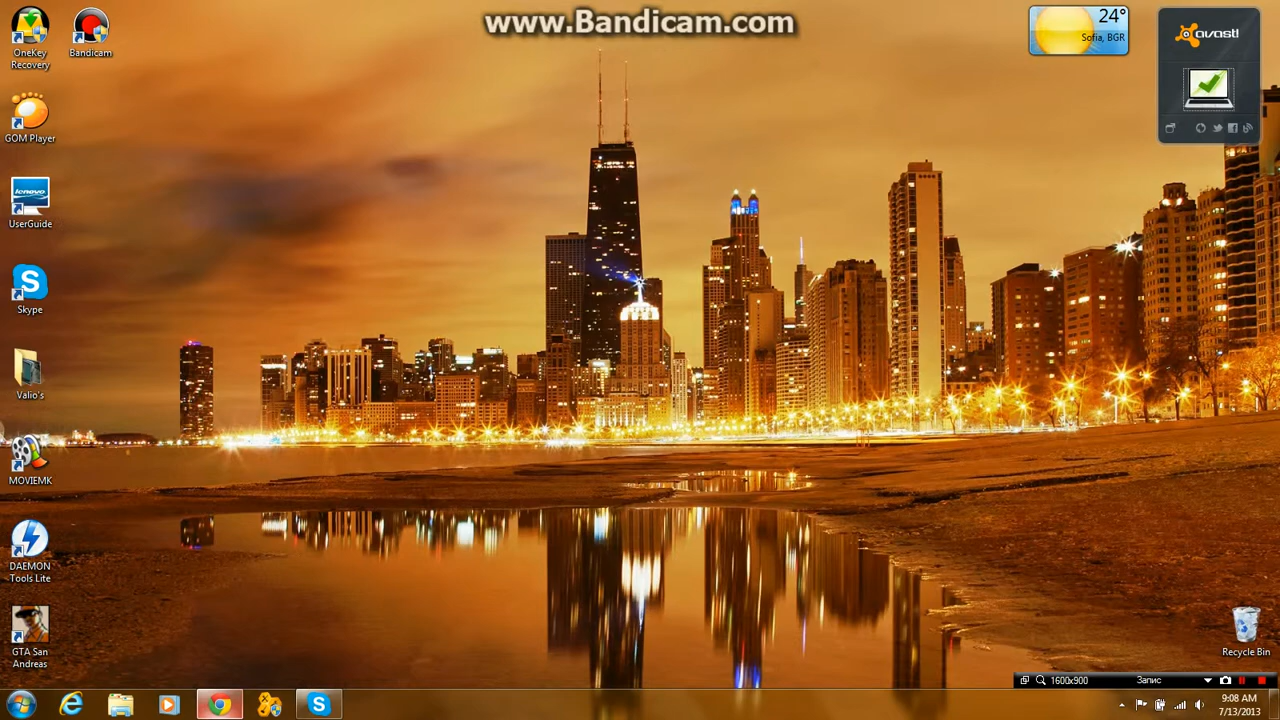 www.Bandicam.com
OneKey
Recovery
Bandicam
24°
Sofia, BGR
avast!
GOM Player
lenovo
UserGuide
Skype
Valio's
MOVIEMK
DAEMON
Tools Lite
GTA San
Andreas
Recycle Bin
1600x900
Запис
9:08 AM
7/13/2013